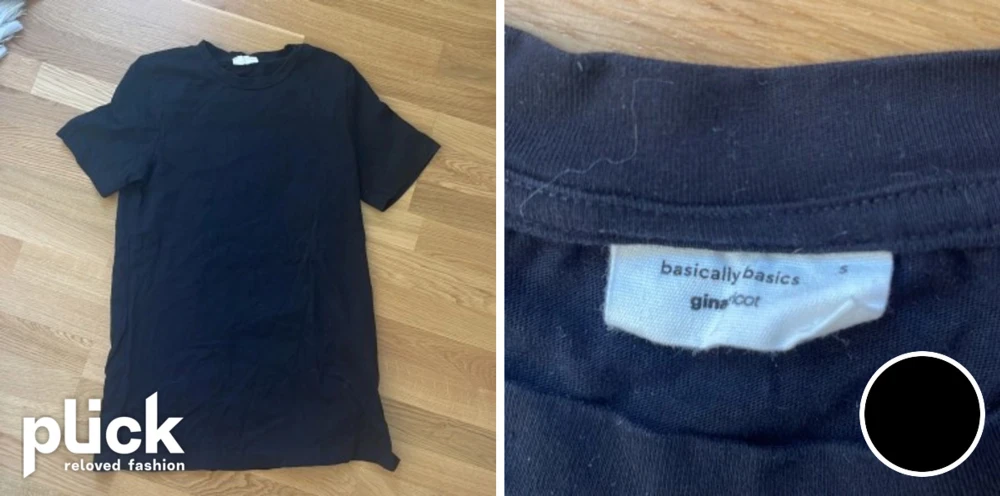 plick
reloved fashion
basically basics s
gina tricot